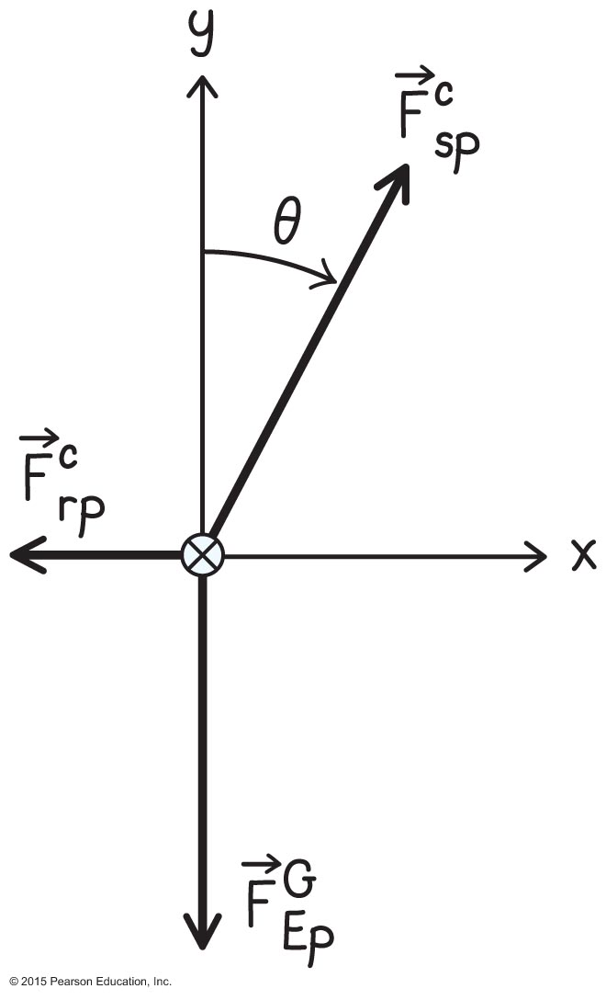 y
F^c_sp
θ
F^c_rp
x
F^G_Ep
© 2015 Pearson Education, Inc.